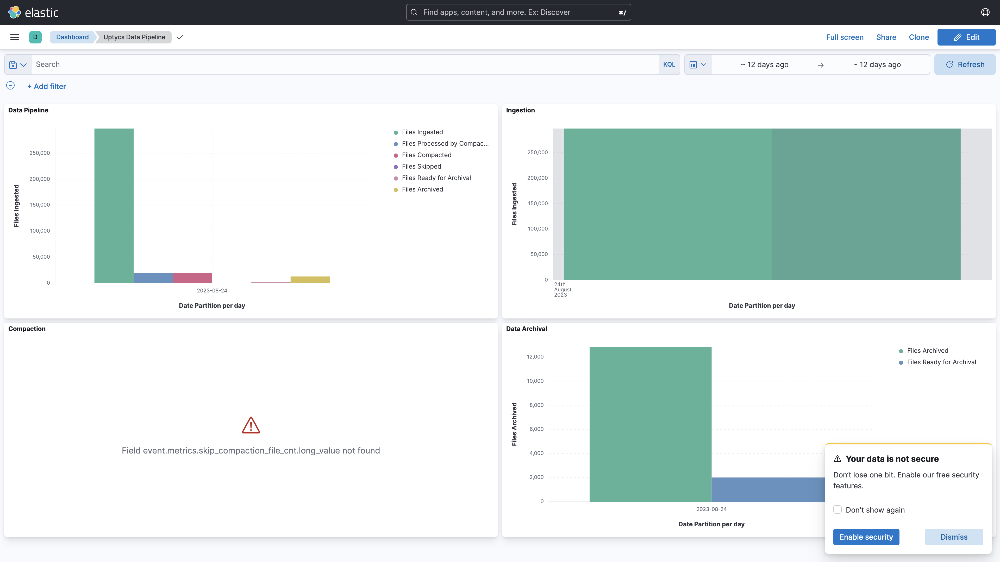 elastic
Find apps, content, and more. Ex: Discover
⌘/
D
Dashboard
Uptycs Data Pipeline
Full screen
Share
Clone
Edit
Search
KQL
~ 12 days ago
→
~ 12 days ago
Refresh
+ Add filter
Data Pipeline
Files Ingested
250,000
200,000
150,000
100,000
50,000
0
2023-08-24
Date Partition per day
Files Ingested
Files Processed by Compac...
Files Compacted
Files Skipped
Files Ready for Archival
Files Archived
Ingestion
Files Ingested
250,000
200,000
150,000
100,000
50,000
0
24th
August
2023
Date Partition per day
Compaction
Field event.metrics.skip_compaction_file_cnt.long_value not found
Data Archival
Files Archived
12,000
10,000
8,000
6,000
4,000
2,000
0
2023-08-24
Date Partition per day
Files Archived
Files Ready for Archival
Your data is not secure
Don’t lose one bit. Enable our free security
features.
Don't show again
Enable security
Dismiss